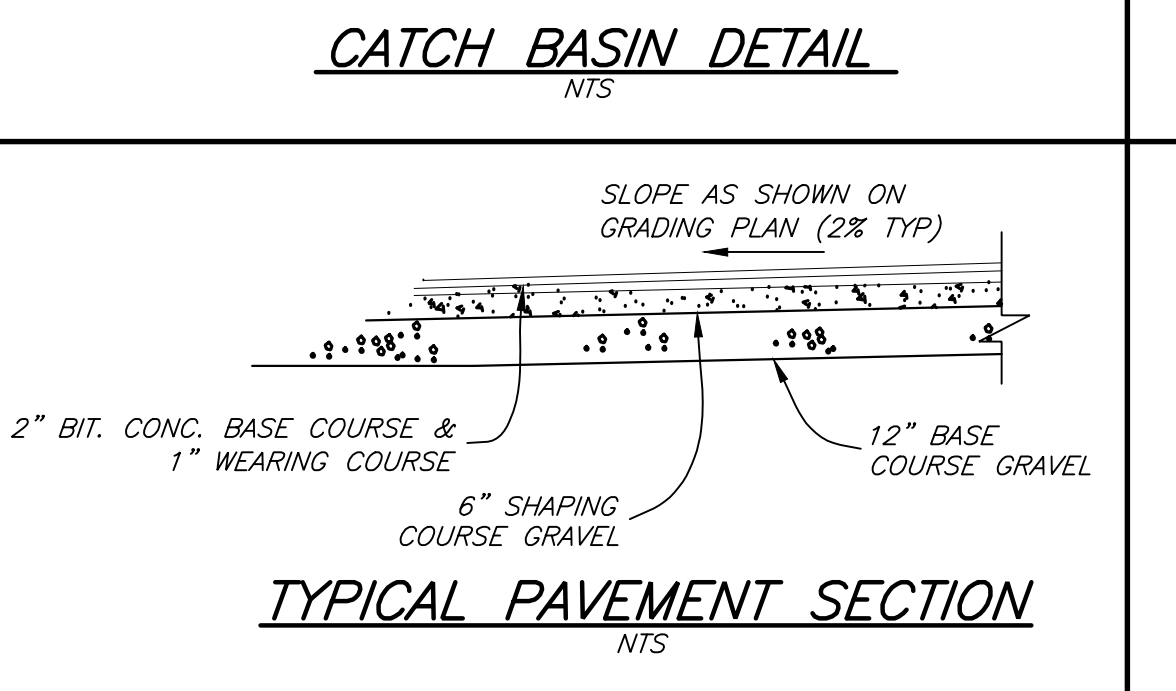 CATCH BASIN DETAIL
NTS
SLOPE AS SHOWN ON
GRADING PLAN (2% TYP)
2" BIT. CONC. BASE COURSE &
1" WEARING COURSE
12" BASE
COURSE GRAVEL
6" SHAPING
COURSE GRAVEL
TYPICAL PAVEMENT SECTION
NTS